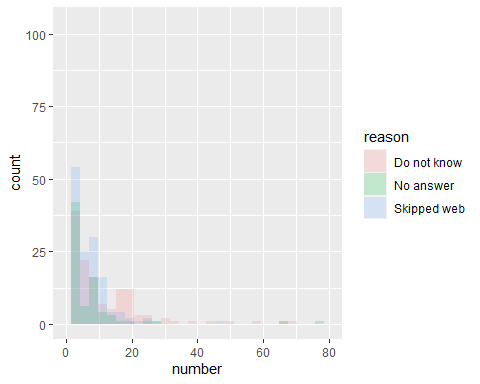 100
75
50
25
0
count
0 20 40 60 80
number
reason
Do not know
No answer
Skipped web